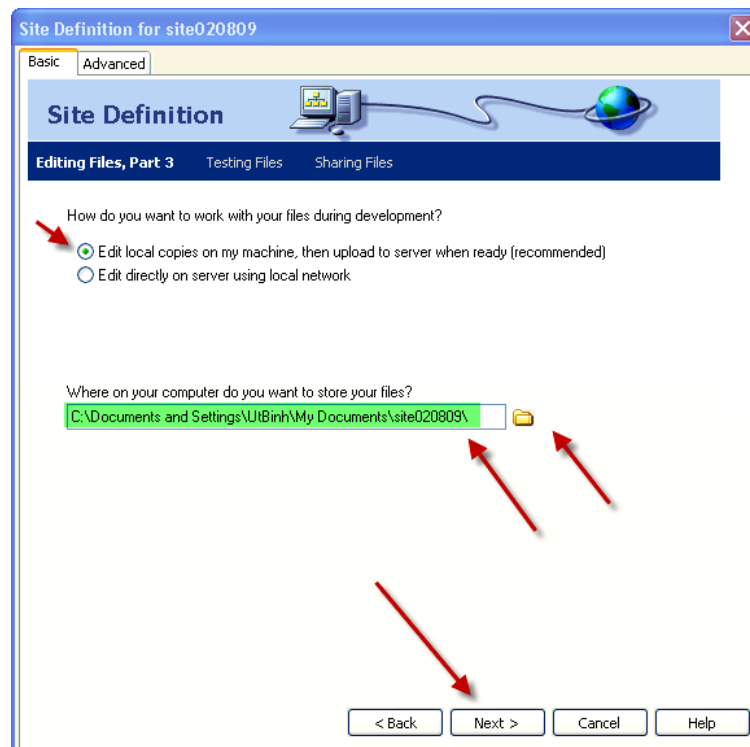 Site Definition for site020809
Basic Advanced
Site Definition
Editing Files, Part 3 Testing Files Sharing Files
How do you want to work with your files during development?
Edit local copies on my machine, then upload to server when ready (recommended)
Edit directly on server using local network
Where on your computer do you want to store your files?
C:\Documents and Settings\UtBinh\My Documents\site020809\
< Back Next > Cancel Help